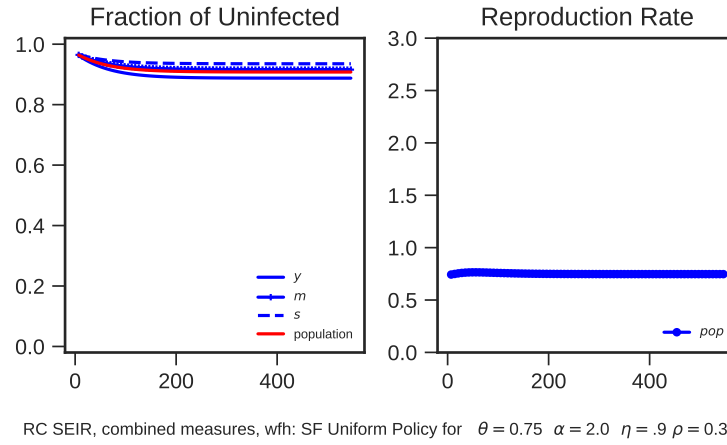 Fraction of Uninfected
1.0
0.8
0.6
0.4
0.2
0.0
0
200
400
y
m
s
population
Reproduction Rate
3.0
2.5
2.0
1.5
1.0
0.5
0.0
0
200
400
pop
RC SEIR, combined measures, wfh: SF Uniform Policy for θ = 0.75 α = 2.0 η = .9 ρ = 0.3